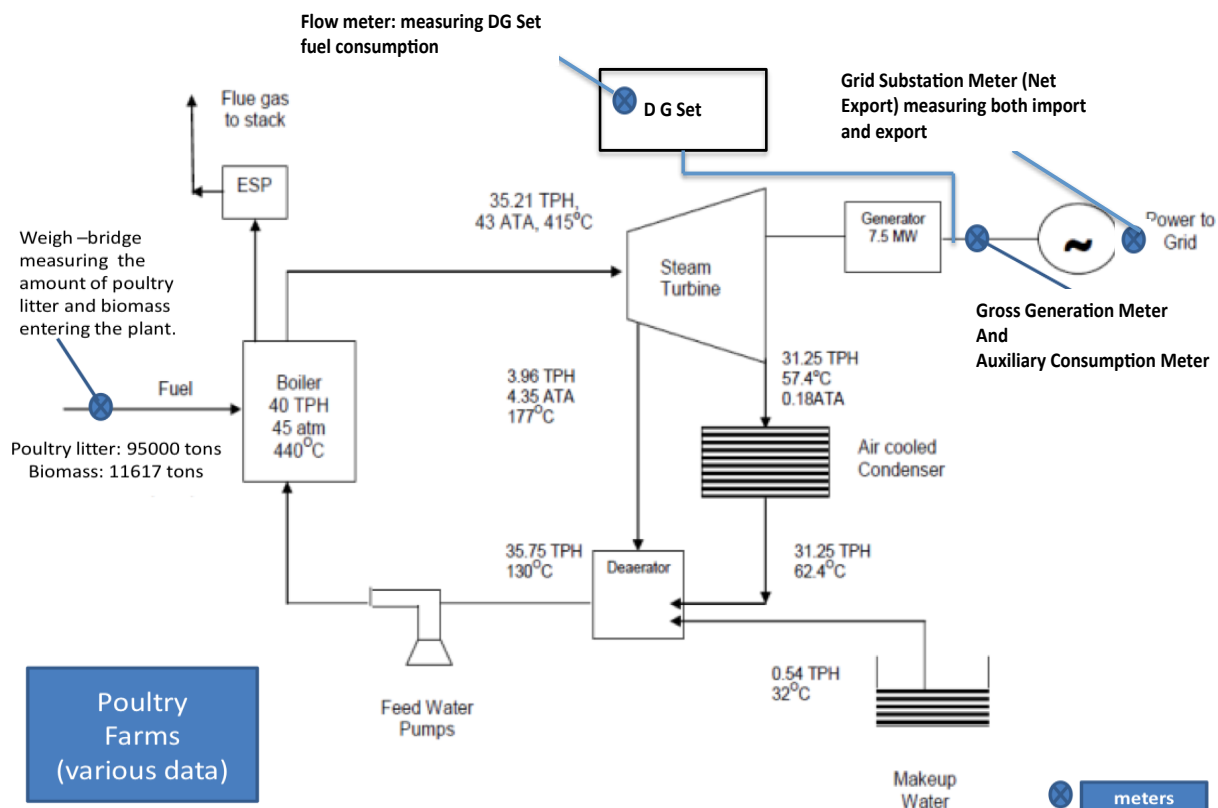 Flow meter: measuring DG Set
fuel consumption
Grid Substation Meter (Net
Export) measuring both import
and export
D G Set
Flue gas
to stack
ESP
35.21 TPH,
43 ATA, 415°C
Generator
7.5 MW
~
Power to
Grid
Weigh –bridge
measuring the
amount of poultry
litter and biomass
entering the plant.
Steam
Turbine
Gross Generation Meter
And
Auxiliary Consumption Meter
Fuel
Boiler
40 TPH
45 atm
440°C
3.96 TPH
4.35 ATA
177°C
31.25 TPH
57.4°C
0.18ATA
Poultry litter: 95000 tons
Biomass: 11617 tons
Air cooled
Condenser
35.75 TPH
130°C
Deaerator
31.25 TPH
62.4°C
0.54 TPH
32°C
Feed Water
Pumps
Poultry
Farms
(various data)
Makeup
Water
meters